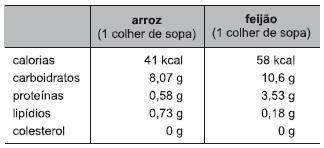 arroz feijão
(1 colher de sopa) (1 colher de sopa)
calorias 41 kcal 58 kcal
carboidratos 8,07 g 10,6 g
proteínas 0,58 g 3,53 g
lipídios 0,73 g 0,18 g
colesterol 0 g 0 g